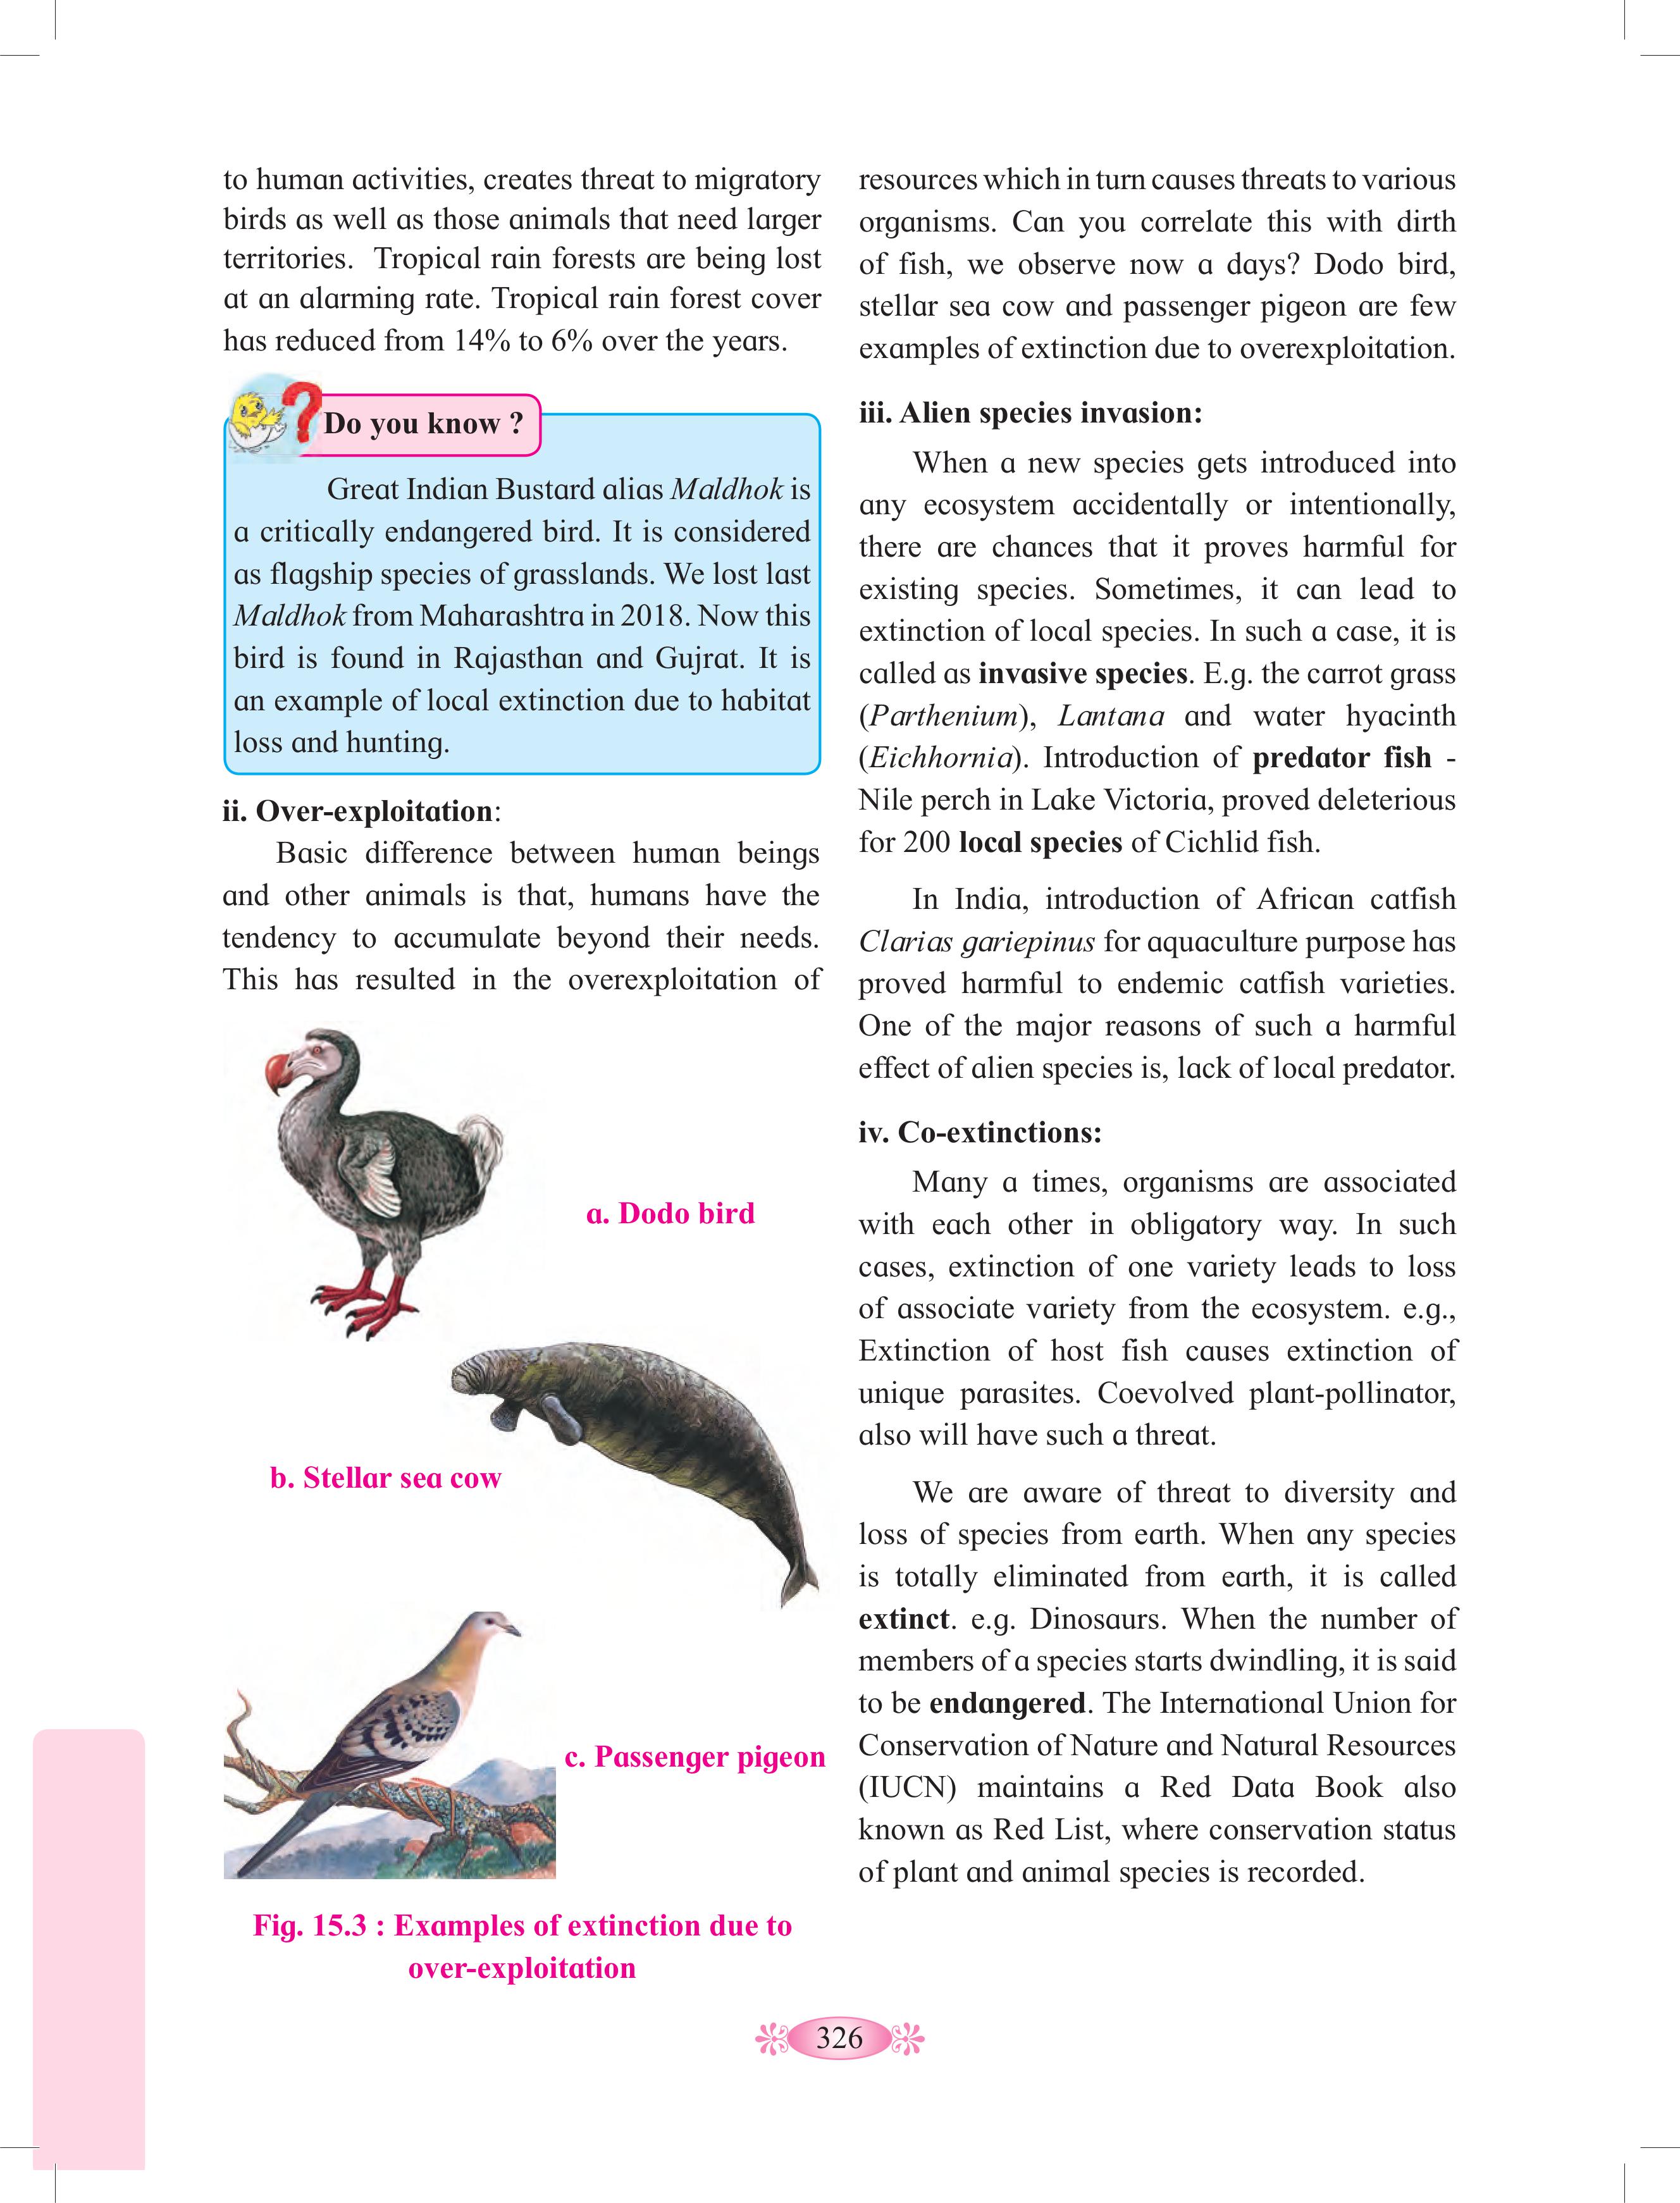 to human activities, creates threat to migratory
birds as well as those animals that need larger
territories. Tropical rain forests are being lost
at an alarming rate. Tropical rain forest cover
has reduced from 14% to 6% over the years.
Do you know ?
Great Indian Bustard alias Maldhok is
a critically endangered bird. It is considered
as flagship species of grasslands. We lost last
Maldhok from Maharashtra in 2018. Now this
bird is found in Rajasthan and Gujrat. It is
an example of local extinction due to habitat
loss and hunting.
ii. Over-exploitation:
Basic difference between human beings
and other animals is that, humans have the
tendency to accumulate beyond their needs.
This has resulted in the overexploitation of
a. Dodo bird
b. Stellar sea cow
c. Passenger pigeon
Fig. 15.3 : Examples of extinction due to
over-exploitation
resources which in turn causes threats to various
organisms. Can you correlate this with dirth
of fish, we observe now a days? Dodo bird,
stellar sea cow and passenger pigeon are few
examples of extinction due to overexploitation.
iii. Alien species invasion:
When a new species gets introduced into
any ecosystem accidentally or intentionally,
there are chances that it proves harmful for
existing species. Sometimes, it can lead to
extinction of local species. In such a case, it is
called as invasive species. E.g. the carrot grass
(Parthenium), Lantana and water hyacinth
(Eichhornia). Introduction of predator fish -
Nile perch in Lake Victoria, proved deleterious
for 200 local species of Cichlid fish.
In India, introduction of African catfish
Clarias gariepinus for aquaculture purpose has
proved harmful to endemic catfish varieties.
One of the major reasons of such a harmful
effect of alien species is, lack of local predator.
iv. Co-extinctions:
Many a times, organisms are associated
with each other in obligatory way. In such
cases, extinction of one variety leads to loss
of associate variety from the ecosystem. e.g.,
Extinction of host fish causes extinction of
unique parasites. Coevolved plant-pollinator,
also will have such a threat.
We are aware of threat to diversity and
loss of species from earth. When any species
is totally eliminated from earth, it is called
extinct. e.g. Dinosaurs. When the number of
members of a species starts dwindling, it is said
to be endangered. The International Union for
Conservation of Nature and Natural Resources
(IUCN) maintains a Red Data Book also
known as Red List, where conservation status
of plant and animal species is recorded.
326